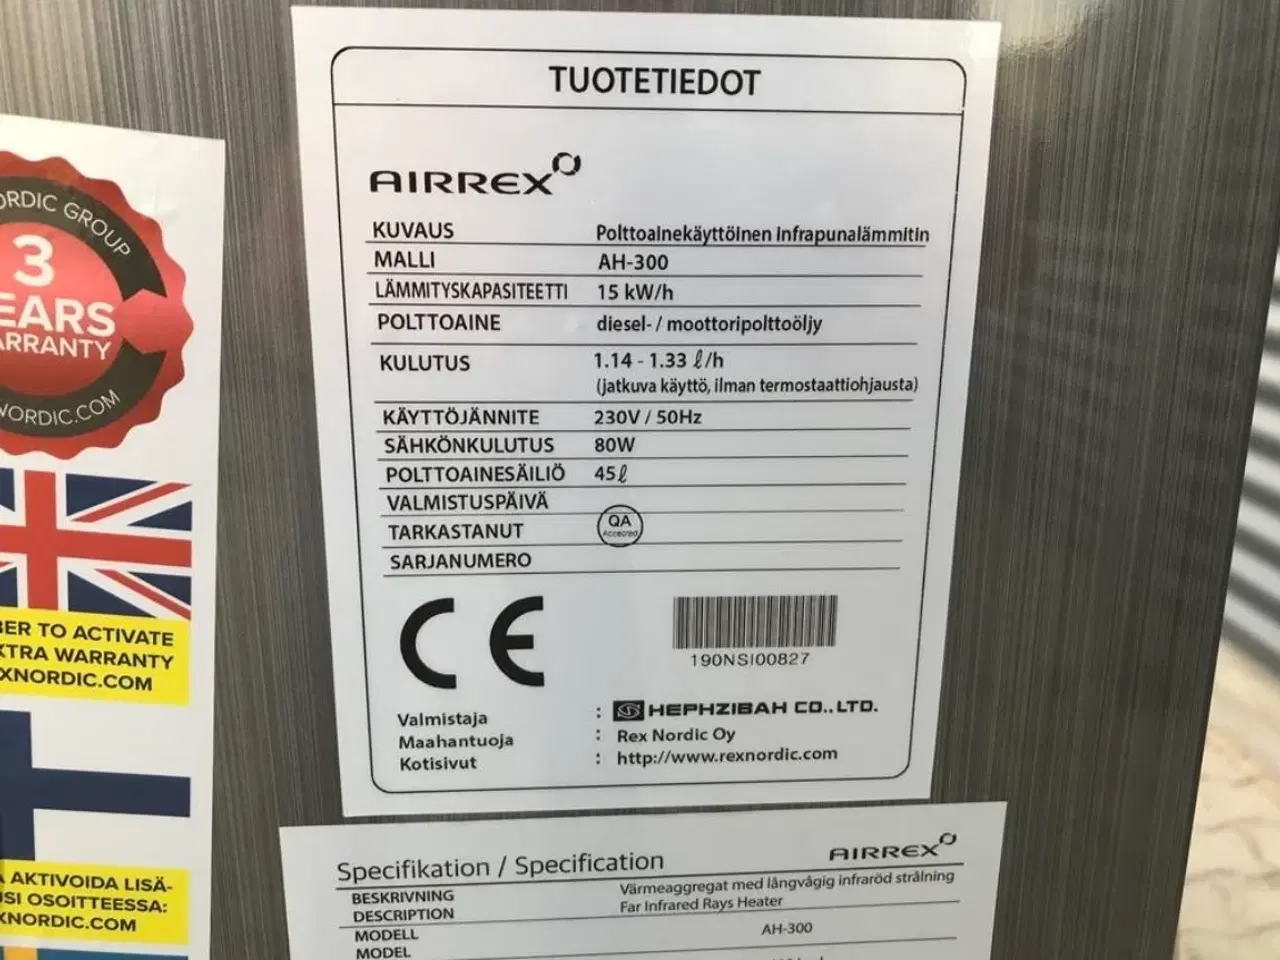 TUOTETIEDOT
AIRREX
KUVAUS Polttoainekäyttöinen infrapunalämmitin
MALLI AH-300
LÄMMITYSKAPASITEETTI 15 kW/h
POLTTOAINE diesel- / moottoripolttoöljy
KULUTUS 1.14 - 1.33 ℓ/h
(jatkuva käyttö, ilman termostaattiohjausta)
KÄYTTÖJÄNNITE 230V / 50Hz
SÄHKÖNKULUTUS 80W
POLTTOAINESÄILIÖ 45ℓ
VALMISTUSPÄIVÄ
TARKASTANUT QA Accepted
SARJANUMERO
CE
190NSI00827
Valmistaja : HEPHZIBAH CO.,LTD.
Maahantuoja : Rex Nordic Oy
Kotisivut : http://www.rexnordic.com
Specifikation / Specification AIRREX
BESKRIVNING Värmeaggregat med långvågig infraröd strålning
DESCRIPTION Far Infrared Rays Heater
MODELL AH-300
MODEL
ORDIC GROUP
3
EARS
ARRANTY
NORDIC.COM
BER TO ACTIVATE
XTRA WARRANTY
XNORDIC.COM
A AKTIVOIDA LISÄ-
USI OSOITTEESSA:
XNORDIC.COM